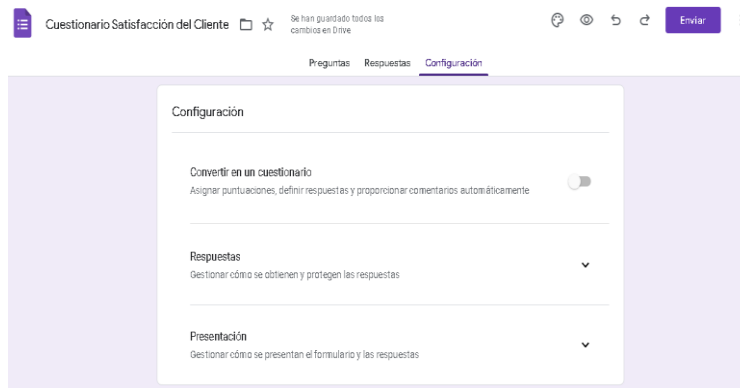 Cuestionario Satisfacción del Cliente
Se han guardado todos los
cambios en Drive
Enviar
Preguntas Respuestas Configuración
Configuración
Convertir en un cuestionario
Asignar puntuaciones, definir respuestas y proporcionar comentarios automáticamente
Respuestas
Gestionar cómo se obtienen y protegen las respuestas
Presentación
Gestionar cómo se presentan el formulario y las respuestas